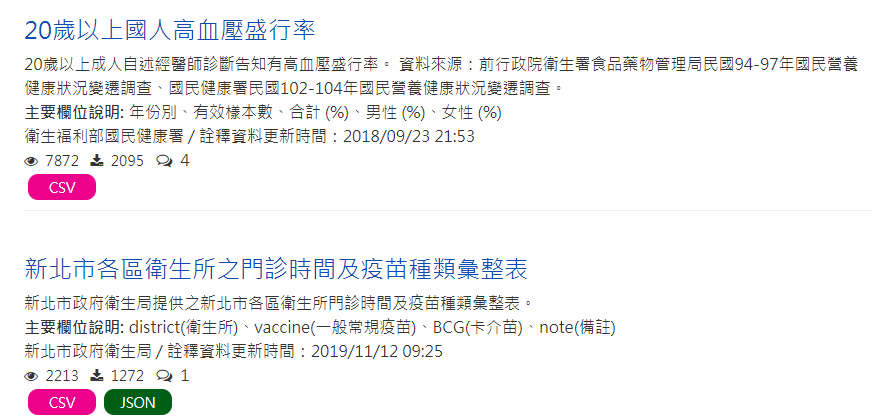 20歲以上國人高血壓盛行率
20歲以上成人自述經醫師診斷告知有高血壓盛行率。 資料來源：前行政院衛生署食品藥物管理局民國94-97年國民營養
健康狀況變遷調查、國民健康署民國102-104年國民營養健康狀況變遷調查。
主要欄位說明: 年份別、有效樣本數、合計 (%)、男性 (%)、女性 (%)
衛生福利部國民健康署 / 詮釋資料更新時間：2018/09/23 21:53
7872 2095 4
CSV
新北市各區衛生所之門診時間及疫苗種類彙整表
新北市政府衛生局提供之新北市各區衛生所門診時間及疫苗種類彙整表。
主要欄位說明: district(衛生所)、vaccine(一般常規疫苗)、BCG(卡介苗)、note(備註)
新北市政府衛生局 / 詮釋資料更新時間：2019/11/12 09:25
2213 1272 1
CSV JSON